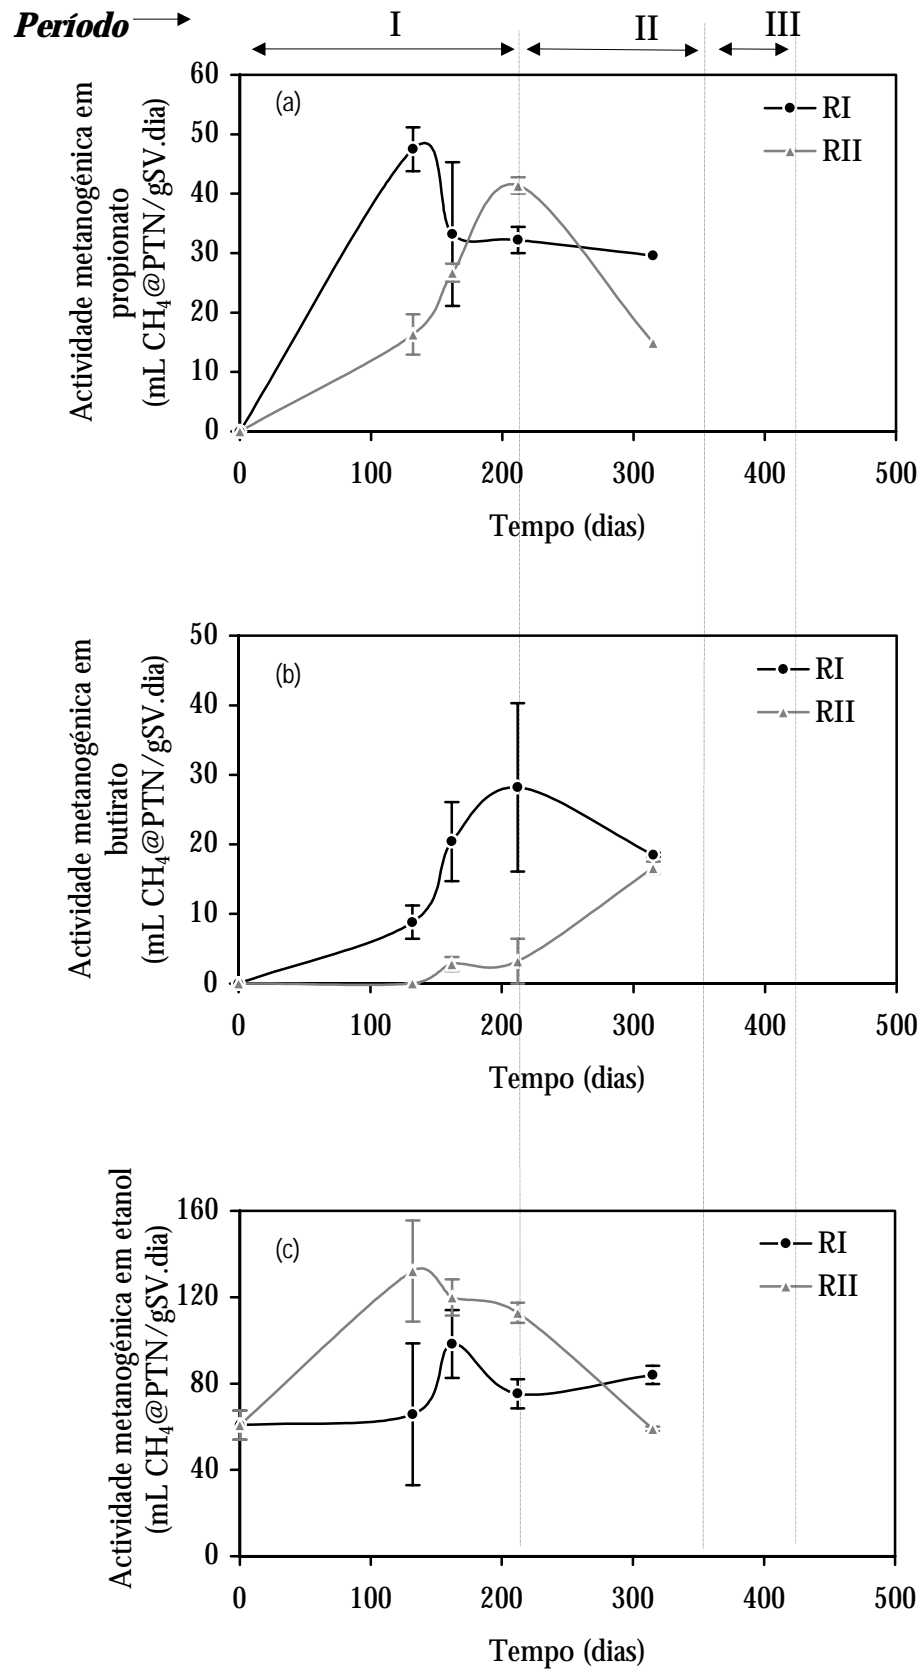 Período I II III
Actividade metanogénica em
propionato
(mL CH₄@PTN/gSV.dia)
60
50
40
30
20
10
0
(a)
RI
RII
0 100 200 300 400 500
Tempo (dias)
Actividade metanogénica em
butirato
(mL CH₄@PTN/gSV.dia)
50
40
30
20
10
0
(b)
RI
RII
0 100 200 300 400 500
Tempo (dias)
Actividade metanogénica em etanol
(mL CH₄@PTN/gSV.dia)
160
120
80
40
0
(c)
RI
RII
0 100 200 300 400 500
Tempo (dias)